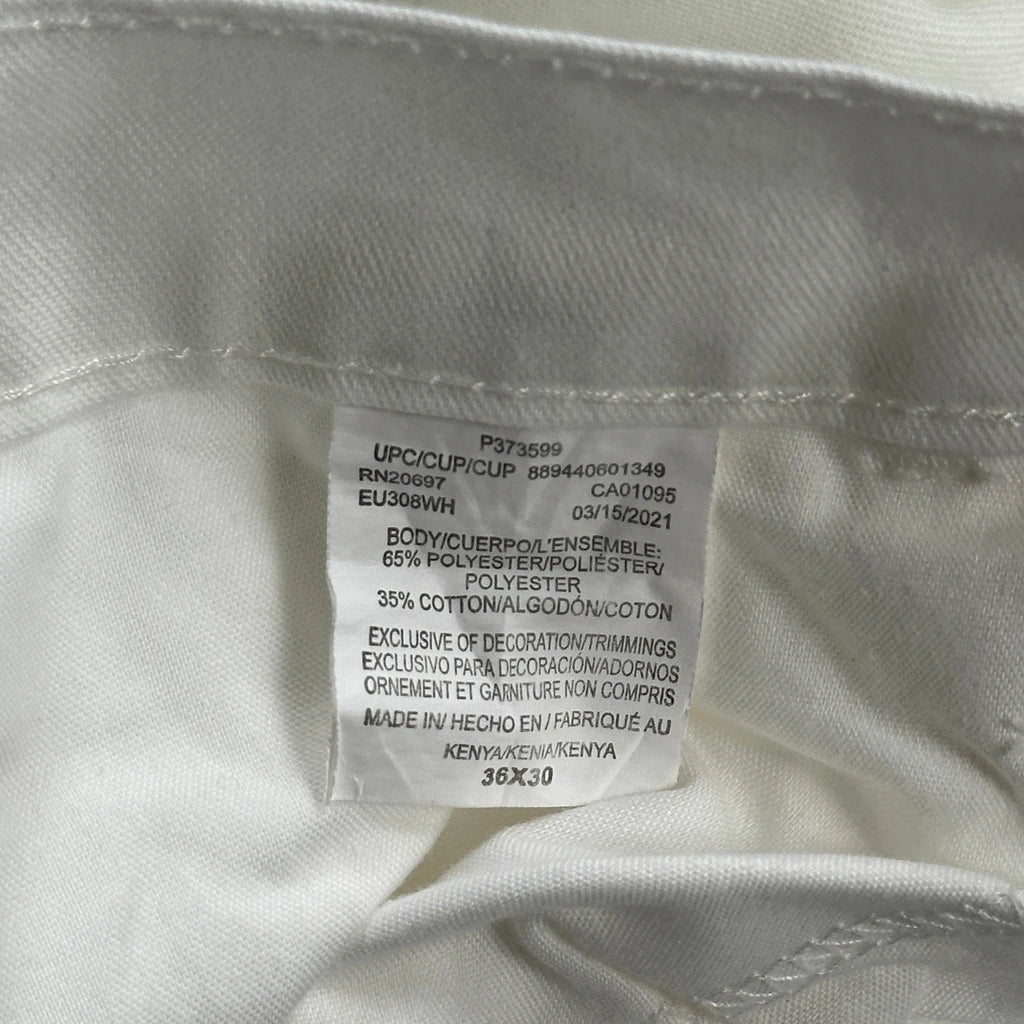 P373599
UPC/CUP/CUP 889440601349
RN20697 CA01095
EU308WH 03/15/2021
BODY/CUERPO/L'ENSEMBLE:
65% POLYESTER/POLIÉSTER/
POLYESTER
35% COTTON/ALGODÓN/COTON
EXCLUSIVE OF DECORATION/TRIMMINGS
EXCLUSIVO PARA DECORACIÓN/ADORNOS
ORNEMENT ET GARNITURE NON COMPRIS
MADE IN/ HECHO EN / FABRIQUÉ AU
KENYA/KENIA/KENYA
36X30